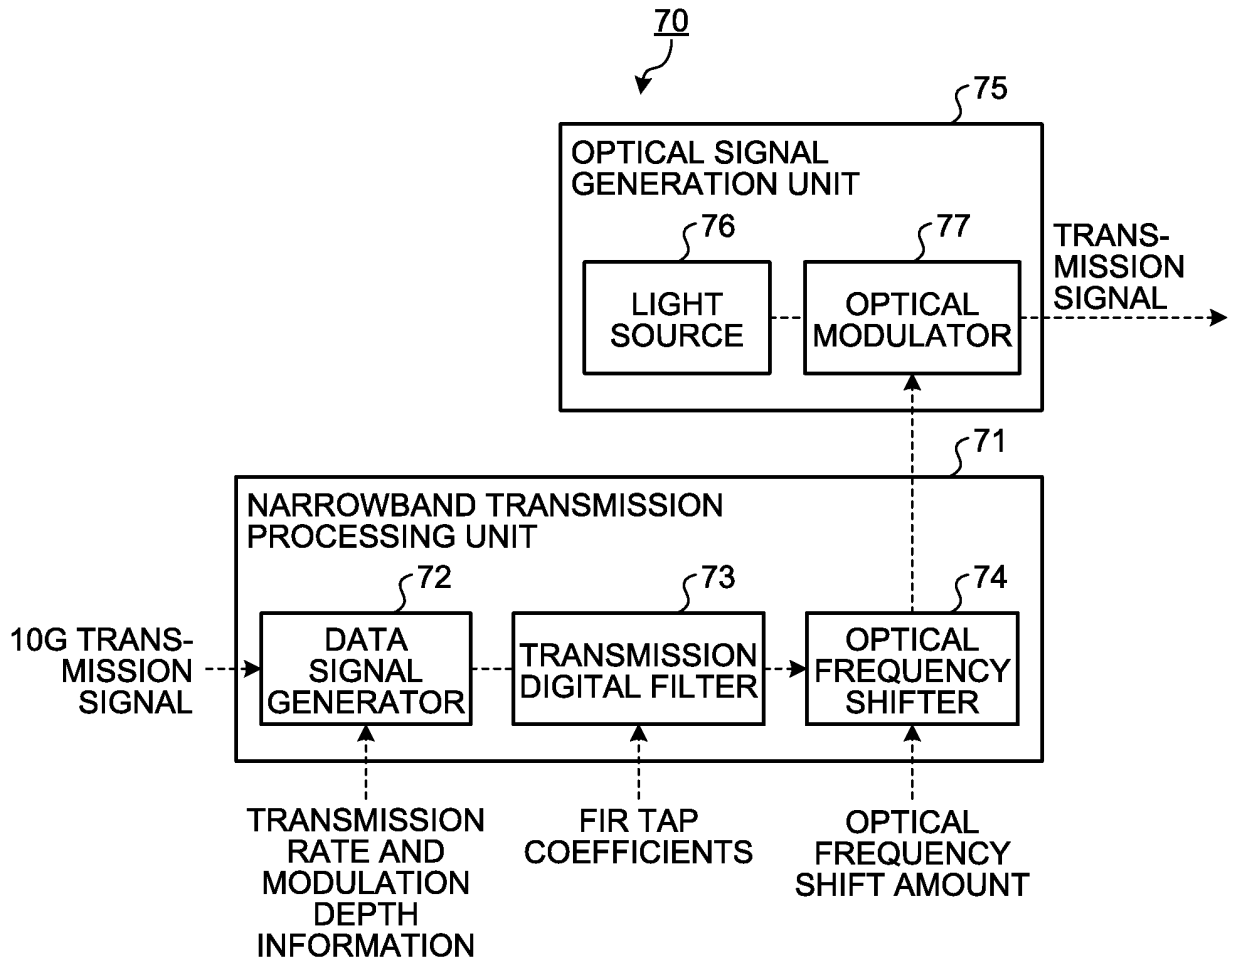 70
75
OPTICAL SIGNAL
GENERATION UNIT
76
77
LIGHT
SOURCE
OPTICAL
MODULATOR
TRANS-
MISSION
SIGNAL
71
NARROWBAND TRANSMISSION
PROCESSING UNIT
72
73
74
10G TRANS-
MISSION
SIGNAL
DATA
SIGNAL
GENERATOR
TRANSMISSION
DIGITAL FILTER
OPTICAL
FREQUENCY
SHIFTER
TRANSMISSION
RATE AND
MODULATION
DEPTH
INFORMATION
FIR TAP
COEFFICIENTS
OPTICAL
FREQUENCY
SHIFT AMOUNT